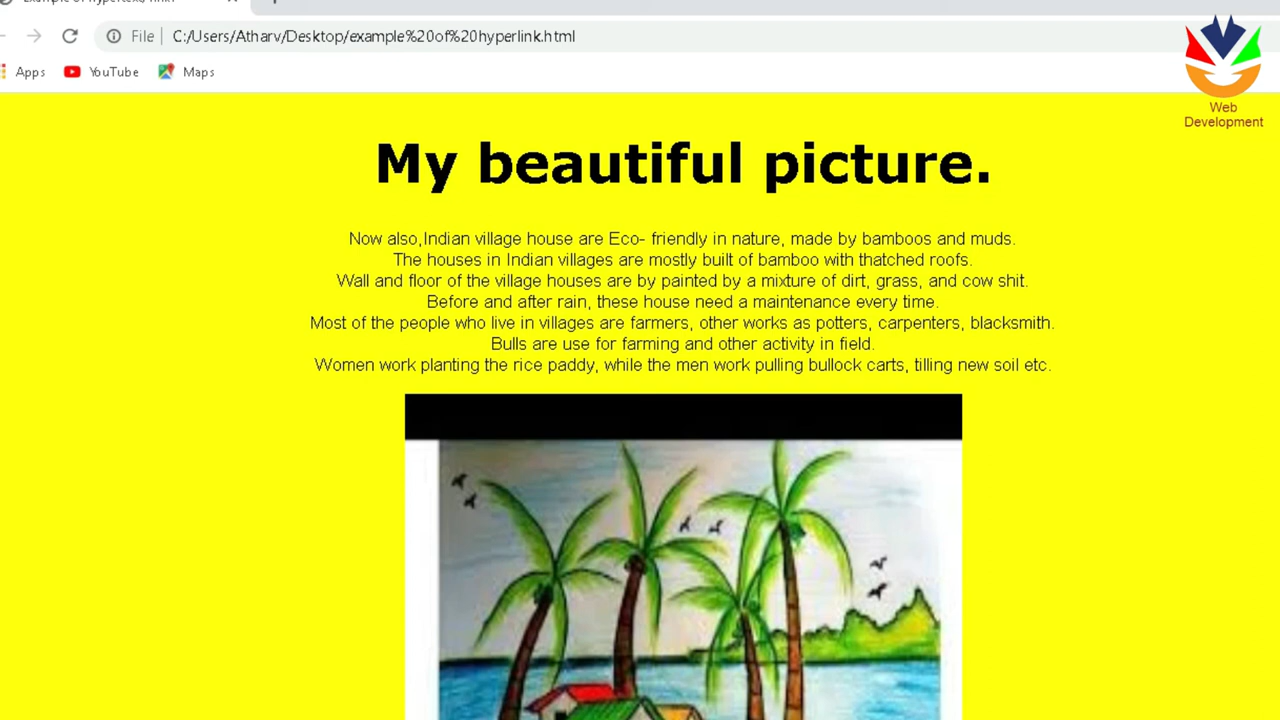 File
C:/Users/Atharv/Desktop/example%20of%20hyperlink.html
Apps
YouTube
Maps
Web
Development
My beautiful picture.
Now also,Indian village house are Eco- friendly in nature, made by bamboos and muds.
The houses in Indian villages are mostly built of bamboo with thatched roofs.
Wall and floor of the village houses are by painted by a mixture of dirt, grass, and cow shit.
Before and after rain, these house need a maintenance every time.
Most of the people who live in villages are farmers, other works as potters, carpenters, blacksmith.
Bulls are use for farming and other activity in field.
Women work planting the rice paddy, while the men work pulling bullock carts, tilling new soil etc.